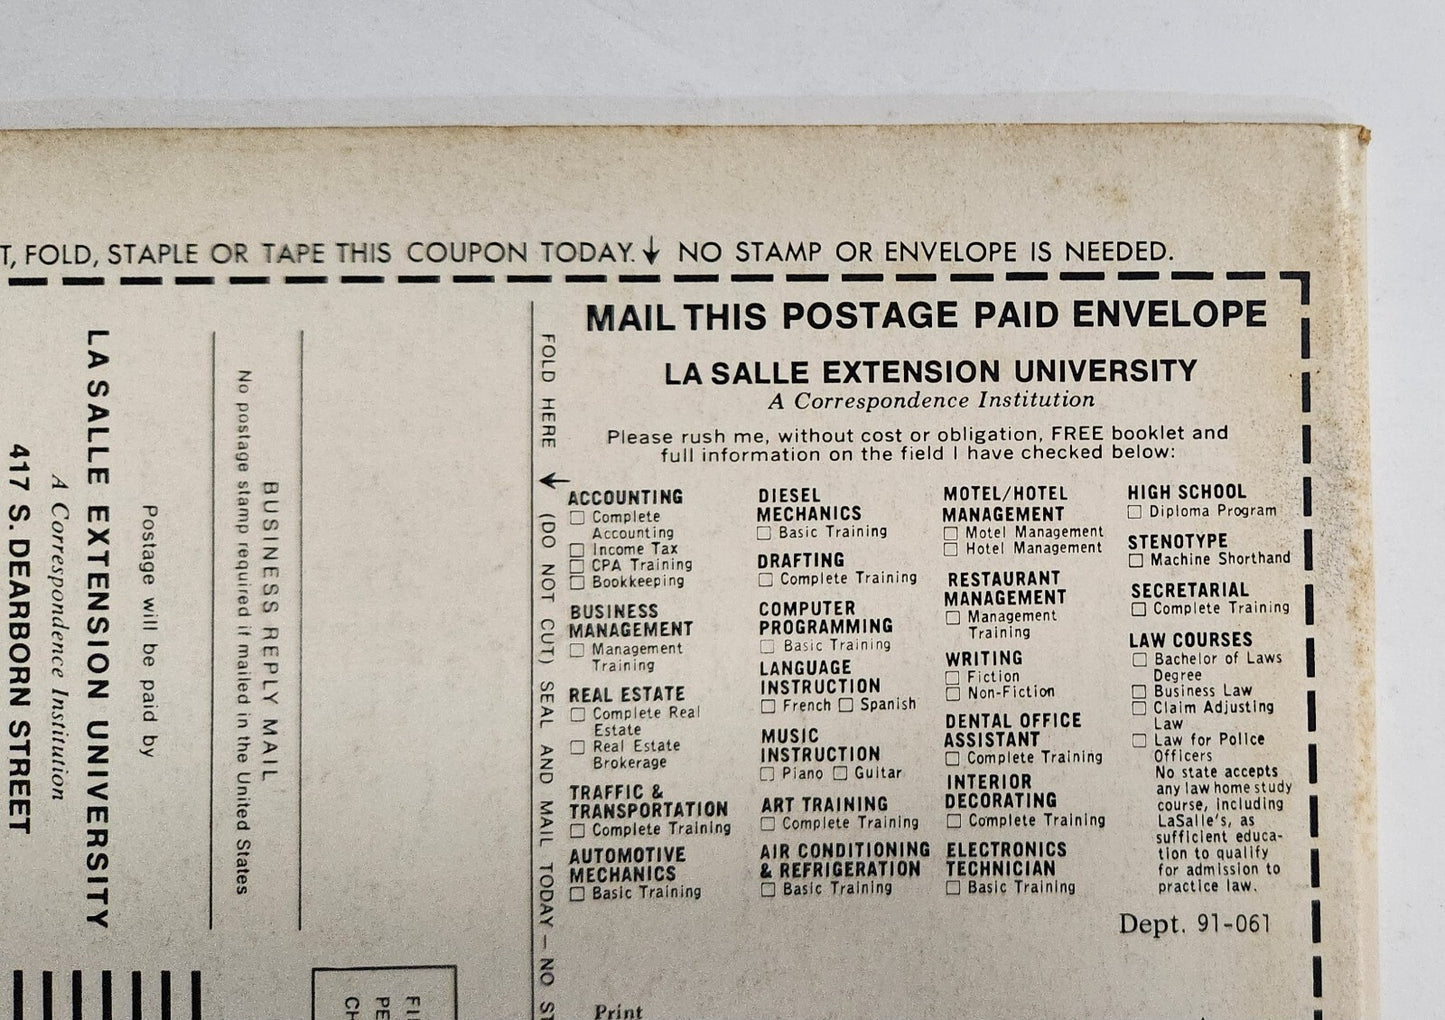 T, FOLD, STAPLE OR TAPE THIS COUPON TODAY.↓ NO STAMP OR ENVELOPE IS NEEDED.
417 S. DEARBORN STREET
A Correspondence Institution
LA SALLE EXTENSION UNIVERSITY
Postage will be paid by
No postage stamp required if mailed in the United States
BUSINESS REPLY MAIL
FOLD HERE ← (DO NOT CUT) SEAL AND MAIL TODAY — NO ST
MAIL THIS POSTAGE PAID ENVELOPE
LA SALLE EXTENSION UNIVERSITY
A Correspondence Institution
Please rush me, without cost or obligation, FREE booklet and
full information on the field I have checked below:
ACCOUNTING
☐ Complete
Accounting
☐ Income Tax
☐ CPA Training
☐ Bookkeeping
BUSINESS
MANAGEMENT
☐ Management
Training
REAL ESTATE
☐ Complete Real
Estate
☐ Real Estate
Brokerage
TRAFFIC &
TRANSPORTATION
☐ Complete Training
AUTOMOTIVE
MECHANICS
☐ Basic Training
DIESEL
MECHANICS
☐ Basic Training
DRAFTING
☐ Complete Training
COMPUTER
PROGRAMMING
☐ Basic Training
LANGUAGE
INSTRUCTION
☐ French ☐ Spanish
MUSIC
INSTRUCTION
☐ Piano ☐ Guitar
ART TRAINING
☐ Complete Training
AIR CONDITIONING
& REFRIGERATION
☐ Basic Training
MOTEL/HOTEL
MANAGEMENT
☐ Motel Management
☐ Hotel Management
RESTAURANT
MANAGEMENT
☐ Management
Training
WRITING
☐ Fiction
☐ Non-Fiction
DENTAL OFFICE
ASSISTANT
☐ Complete Training
INTERIOR
DECORATING
☐ Complete Training
ELECTRONICS
TECHNICIAN
☐ Basic Training
HIGH SCHOOL
☐ Diploma Program
STENOTYPE
☐ Machine Shorthand
SECRETARIAL
☐ Complete Training
LAW COURSES
☐ Bachelor of Laws
Degree
☐ Business Law
☐ Claim Adjusting
Law
☐ Law for Police
Officers
No state accepts
any law home study
course, including
LaSalle's, as
sufficient educa-
tion to qualify
for admission to
practice law.
Dept. 91-061
Print
FI
PE
CH